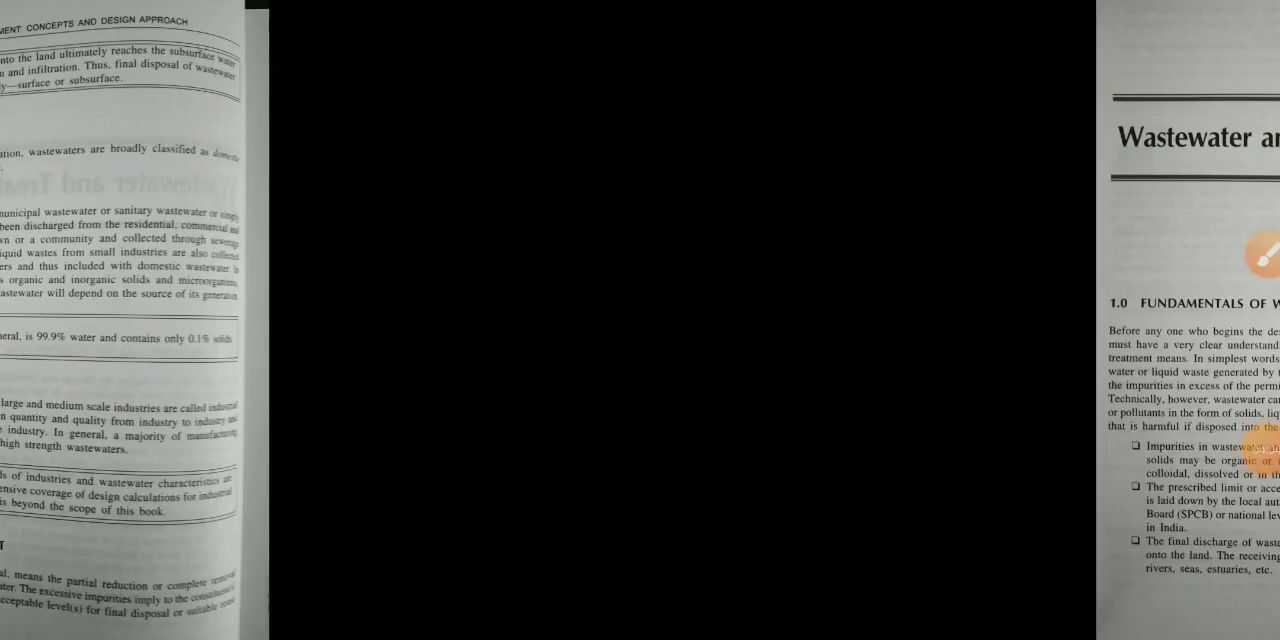 MENT CONCEPTS AND DESIGN APPROACH
nto the land ultimately reaches the subsurface water
n and infiltration. Thus, final disposal of wastewater
y—surface or subsurface.
ation, wastewaters are broadly classified as domestic
municipal wastewater or sanitary wastewater or simply
been discharged from the residential, commercial and
wn or a community and collected through sewerage
iquid wastes from small industries are also collected
ers and thus included with domestic wastewater. In
s organic and inorganic solids and microorganisms.
astewater will depend on the source of its generation.
neral, is 99.9% water and contains only 0.1% solids.
large and medium scale industries are called industrial
n quantity and quality from industry to industry and
e industry. In general, a majority of manufacturing
high strength wastewaters.
ds of industries and wastewater characteristics are
ensive coverage of design calculations for industrial
is beyond the scope of this book.
T
al, means the partial reduction or complete removal
ater. The excessive impurities imply to the constituents
cceptable level(s) for final disposal or suitable reuse
Wastewater an
1.0 FUNDAMENTALS OF W
Before any one who begins the des
must have a very clear understand
treatment means. In simplest words
water or liquid waste generated by t
the impurities in excess of the permi
Technically, however, wastewater car
or pollutants in the form of solids, liq
that is harmful if disposed into the
❑ Impurities in wastewater are
solids may be organic or i
colloidal, dissolved or in th
❑ The prescribed limit or acce
is laid down by the local aut
Board (SPCB) or national lev
in India.
❑ The final discharge of waste
onto the land. The receiving
rivers, seas, estuaries, etc.